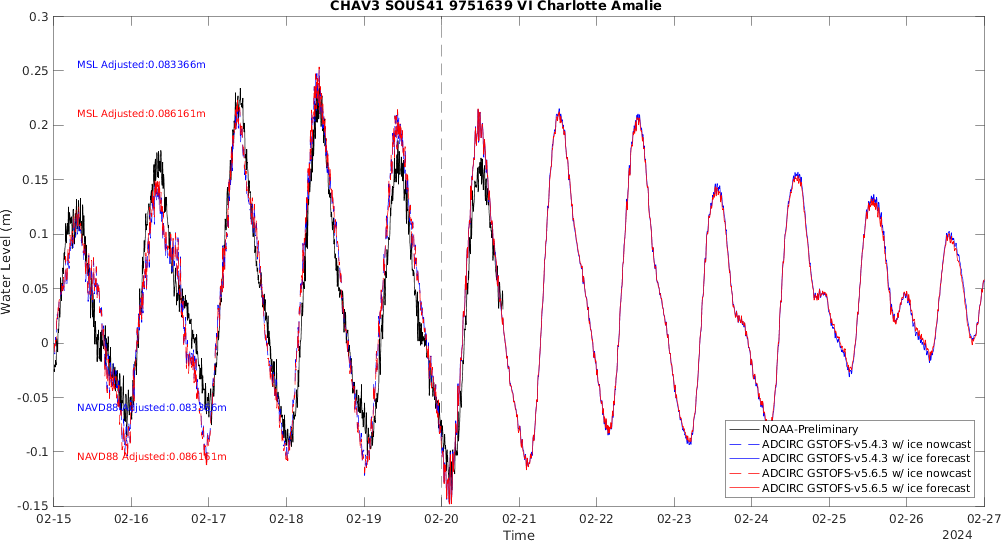 CHAV3 SOUS41 9751639 VI Charlotte Amalie
0.3
0.25
0.2
0.15
0.1
0.05
0
-0.05
-0.1
-0.15
Water Level (m)
MSL Adjusted:0.083366m
MSL Adjusted:0.086161m
NAVD88 Adjusted:0.083366m
NAVD88 Adjusted:0.086161m
NOAA-Preliminary
ADCIRC GSTOFS-v5.4.3 w/ ice nowcast
ADCIRC GSTOFS-v5.4.3 w/ ice forecast
ADCIRC GSTOFS-v5.6.5 w/ ice nowcast
ADCIRC GSTOFS-v5.6.5 w/ ice forecast
02-15 02-16 02-17 02-18 02-19 02-20 02-21 02-22 02-23 02-24 02-25 02-26 02-27
Time
2024